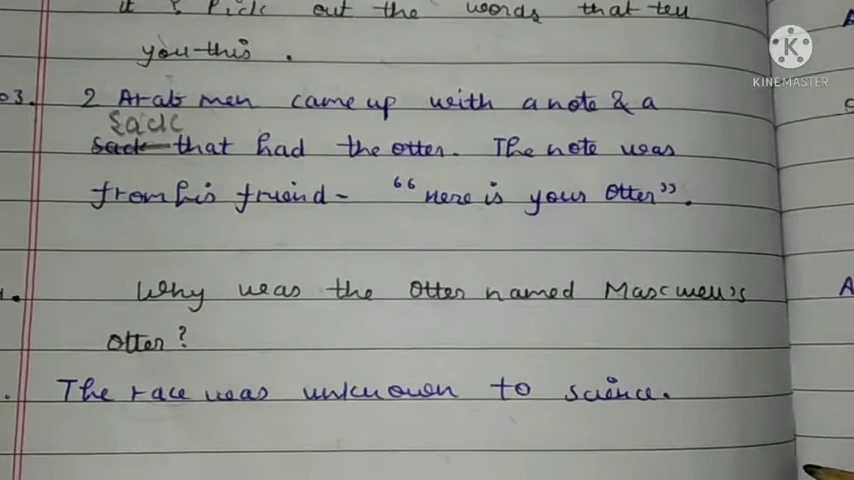 it? Pick out the words that tell
you this.
03. 2 Arab men came up with a note & a
sack
that had the otter. The note was
from his friend - "Here is your Otter".
Why was the Otter named Maxwell's
Otter?
The race was unknown to science.
KINEMASTER